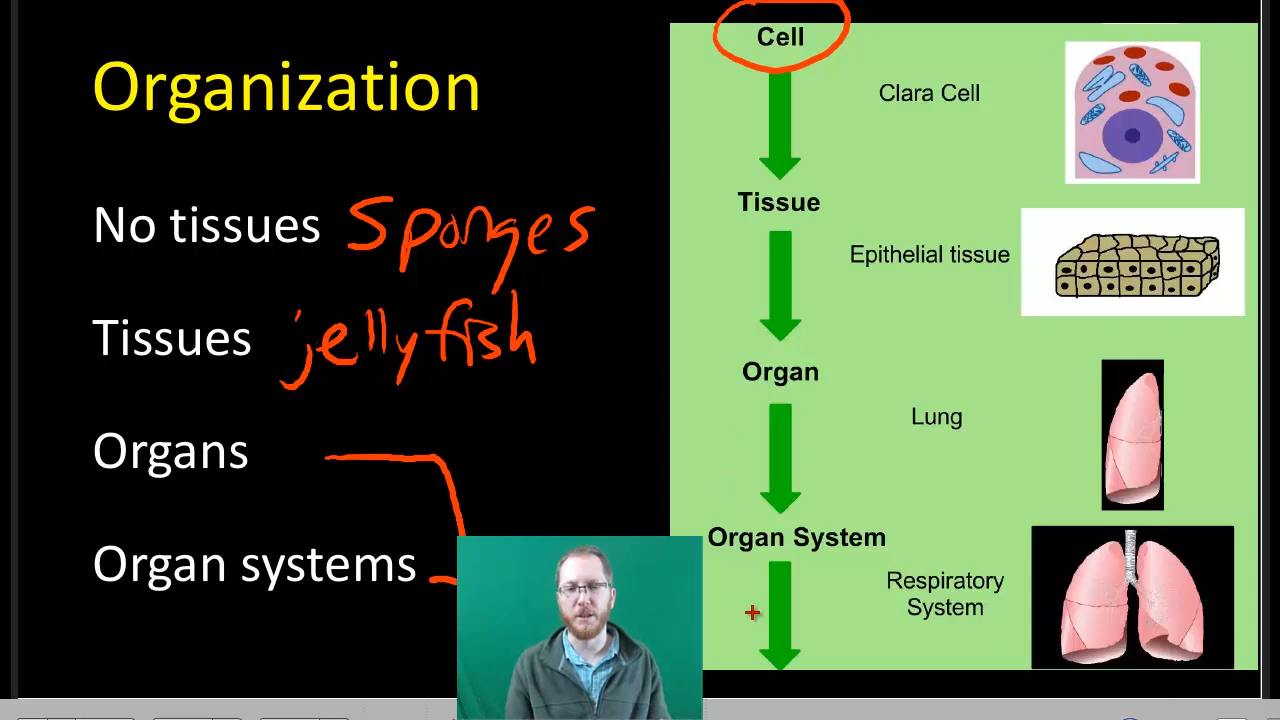 Organization
No tissues sponges
Tissues jellyfish
Organs
Organ systems
Cell
Clara Cell
Tissue
Epithelial tissue
Organ
Lung
Organ System
Respiratory
System